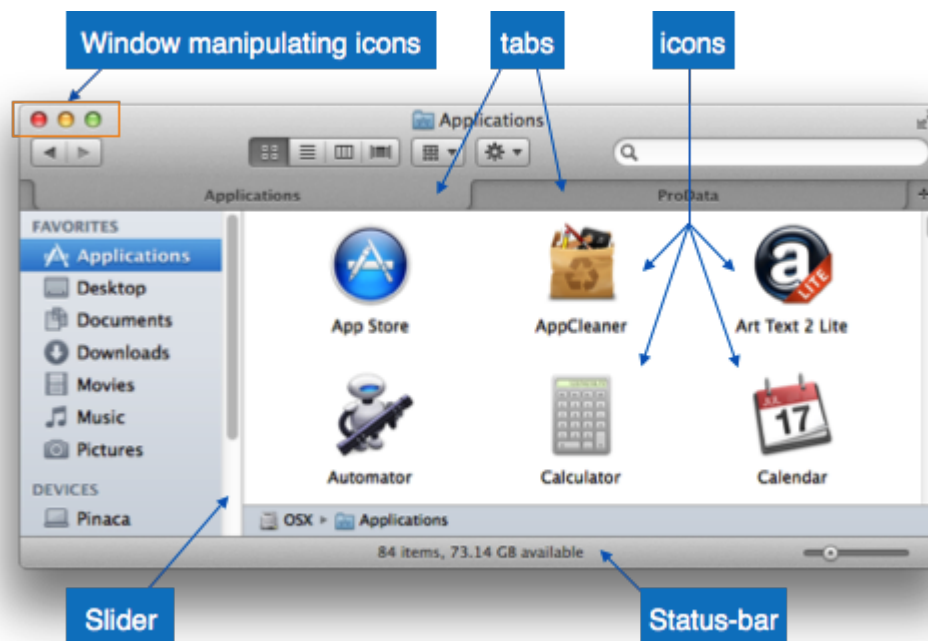 Window manipulating icons
tabs
icons
Applications
Applications
ProData
FAVORITES
Applications
Desktop
Documents
Downloads
Movies
Music
Pictures
DEVICES
Pinaca
App Store
AppCleaner
a
LITE
Art Text 2 Lite
Automator
Calculator
JUL
17
Calendar
OSX ▸ Applications
84 items, 73.14 GB available
Slider
Status-bar